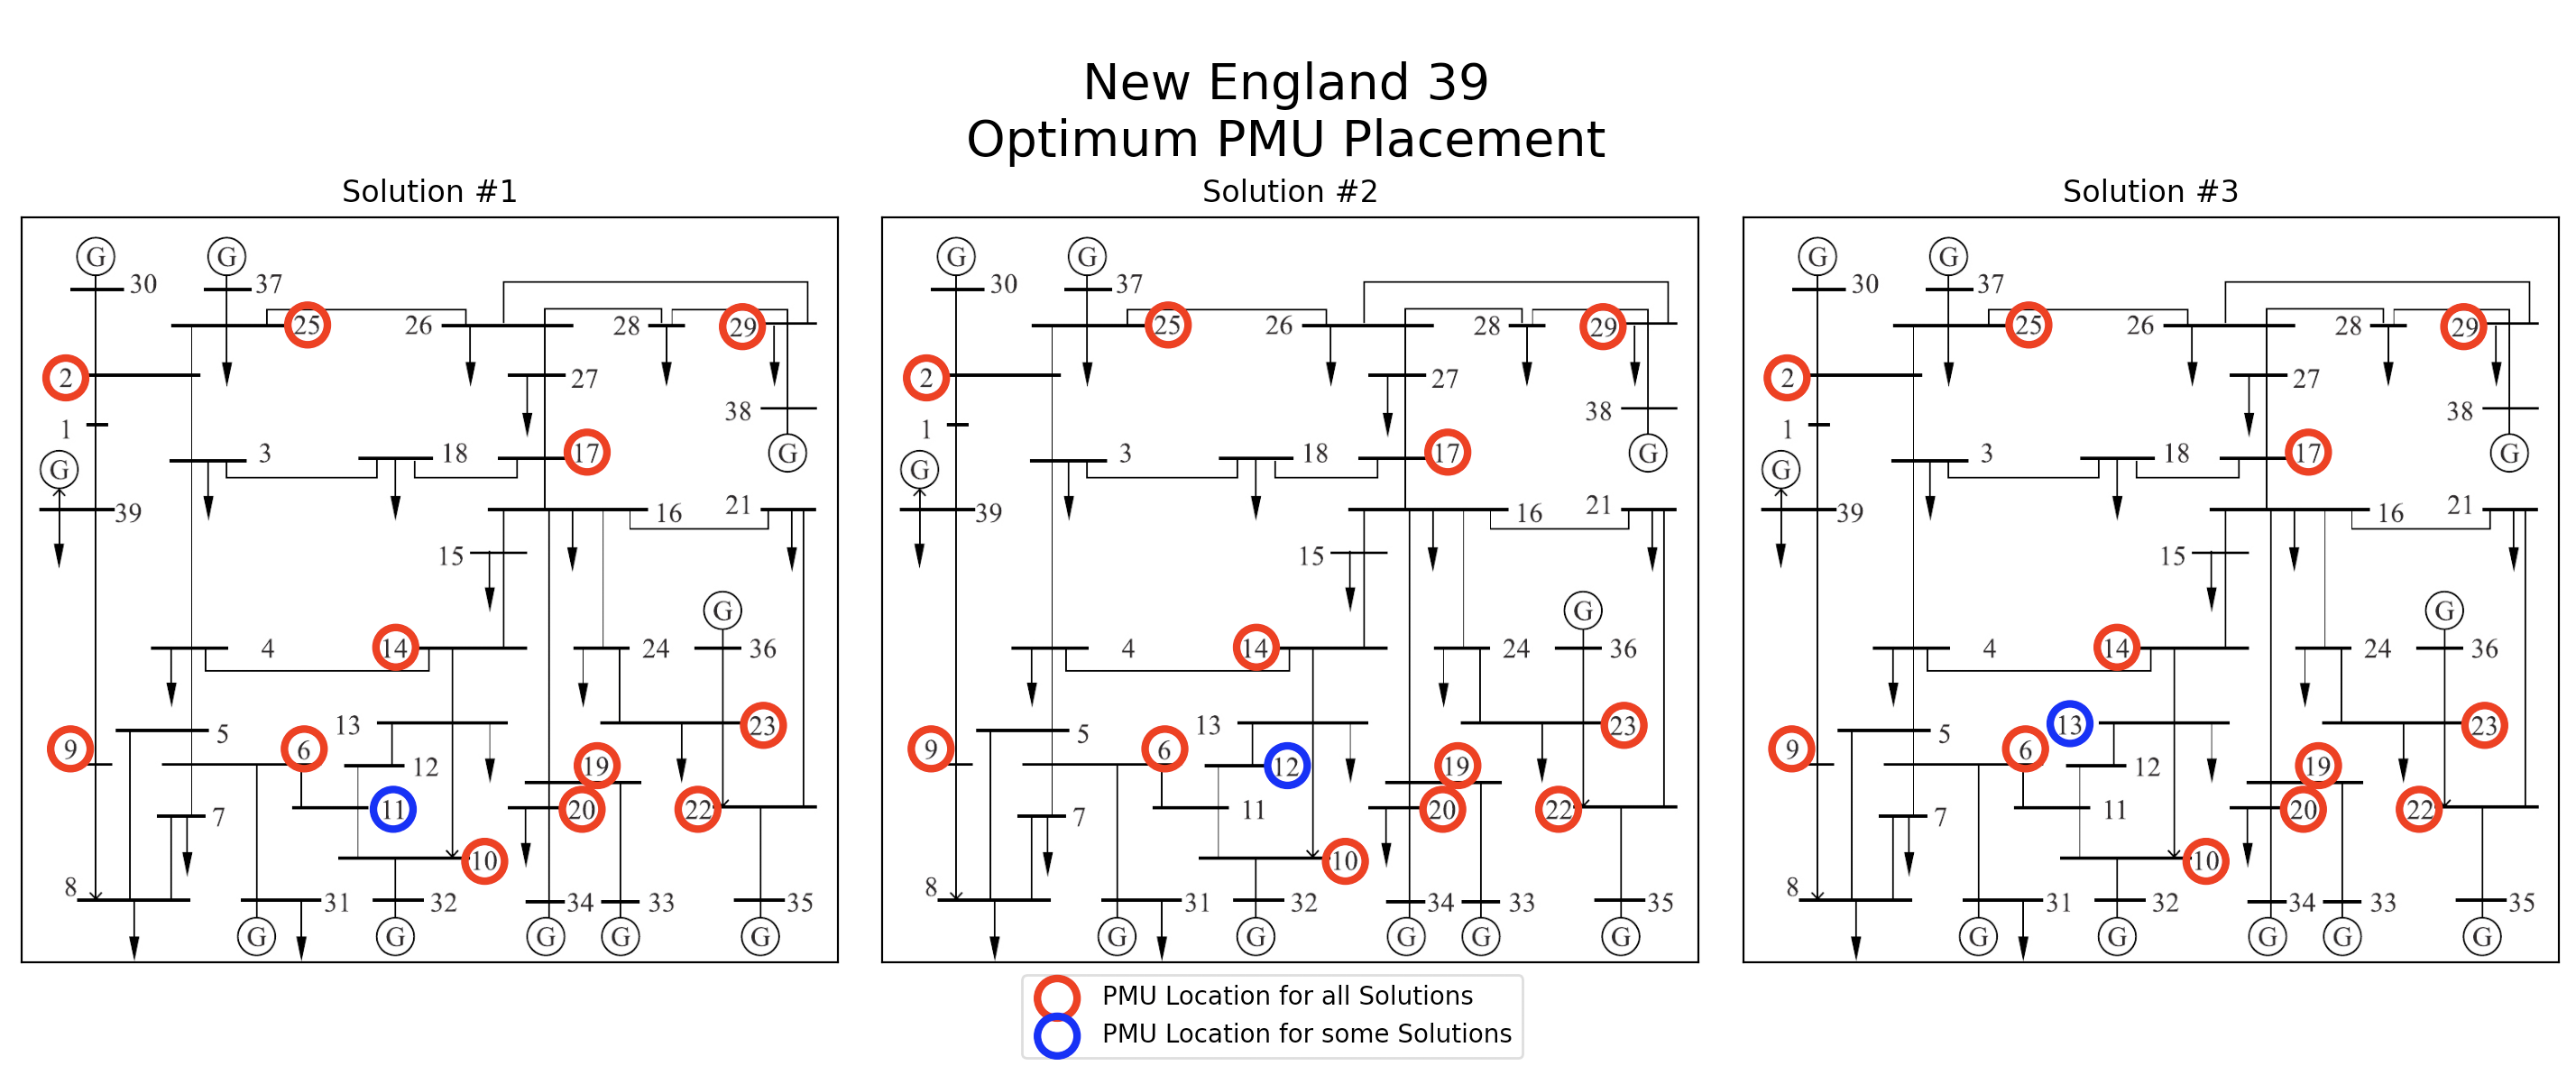 New England 39
Optimum PMU Placement
Solution #1
Solution #2
Solution #3
G G
30 37
25 26 28 29
2 27
38
1 3 18 17
G G
39 16 21
15
G
4 14 24 36
9 5 6 13 23
12 19
7 11 20 22
10
8 31 32 34 33 35
G G G G G
G G
30 37
25 26 28 29
2 27
38
1 3 18 17
G G
39 16 21
15
G
4 14 24 36
9 5 6 13 23
12 19
7 11 20 22
10
8 31 32 34 33 35
G G G G G
G G
30 37
25 26 28 29
2 27
38
1 3 18 17
G G
39 16 21
15
G
4 14 24 36
9 5 6 13 23
12 19
7 11 20 22
10
8 31 32 34 33 35
G G G G G
PMU Location for all Solutions
PMU Location for some Solutions